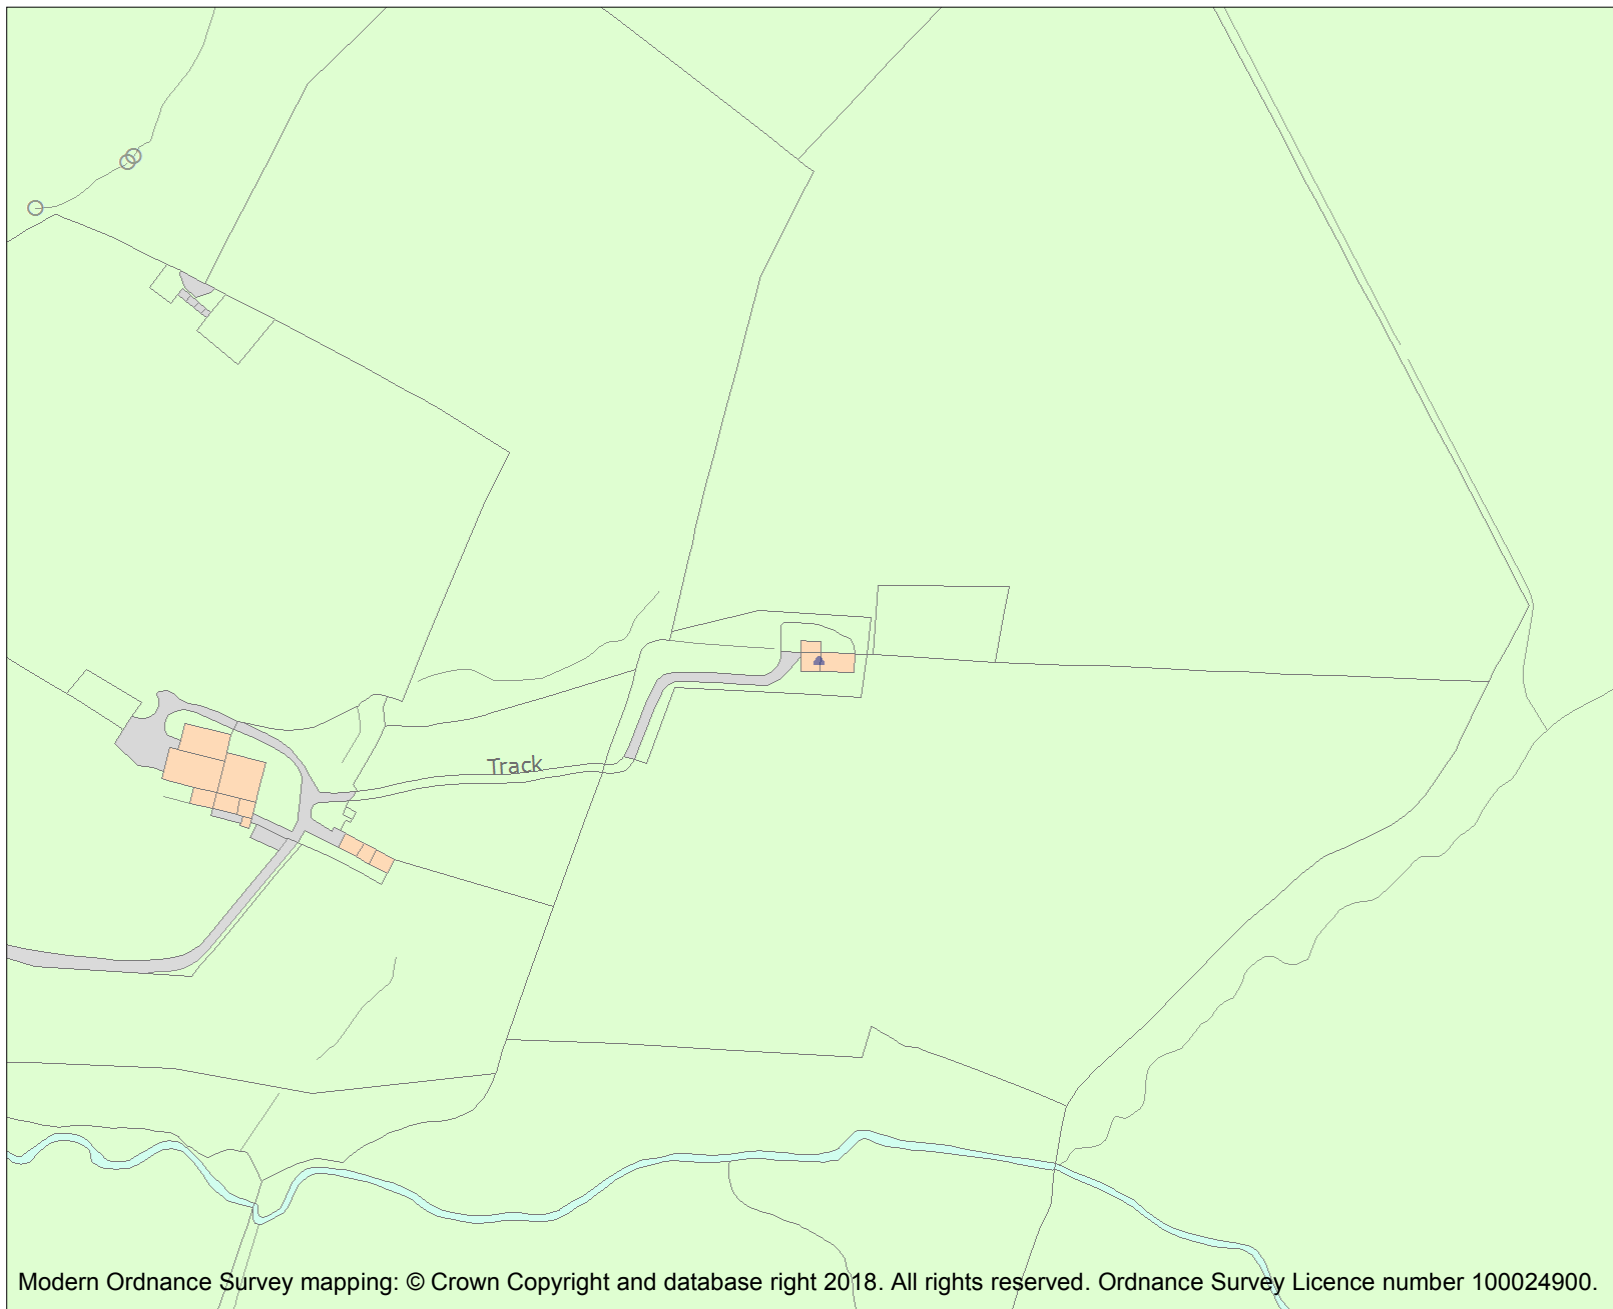 Track
Modern Ordnance Survey mapping: © Crown Copyright and database right 2018. All rights reserved. Ordnance Survey Licence number 100024900.